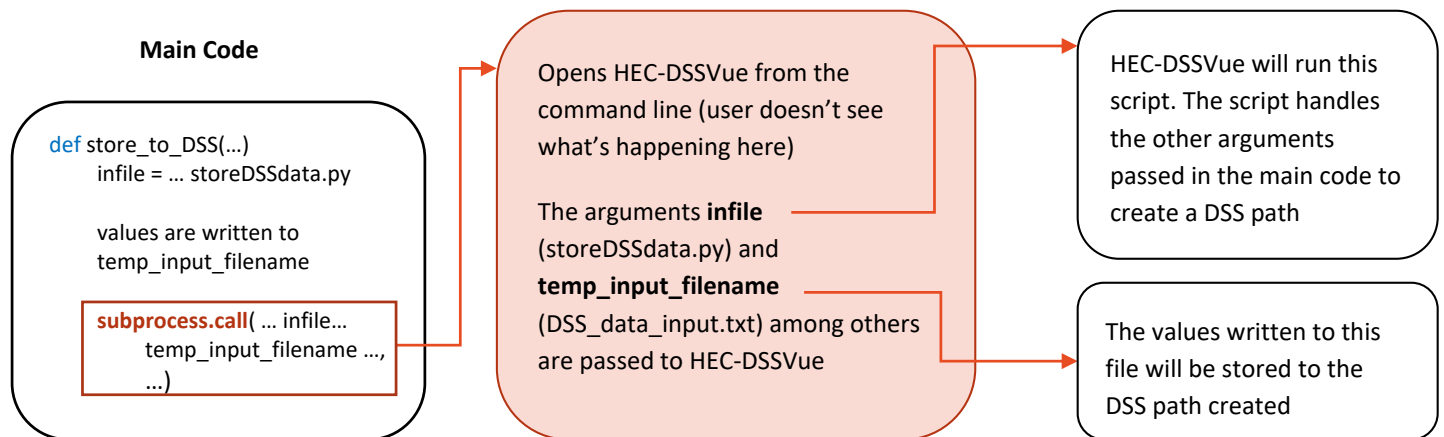 Main Code
def store_to_DSS(…)
infile = … storeDSSdata.py
values are written to
temp_input_filename
subprocess.call( … infile…
temp_input_filename …,
…)
Opens HEC-DSSVue from the
command line (user doesn’t see
what’s happening here)
The arguments infile
(storeDSSdata.py) and
temp_input_filename
(DSS_data_input.txt) among others
are passed to HEC-DSSVue
HEC-DSSVue will run this
script. The script handles
the other arguments
passed in the main code to
create a DSS path
The values written to this
file will be stored to the
DSS path created